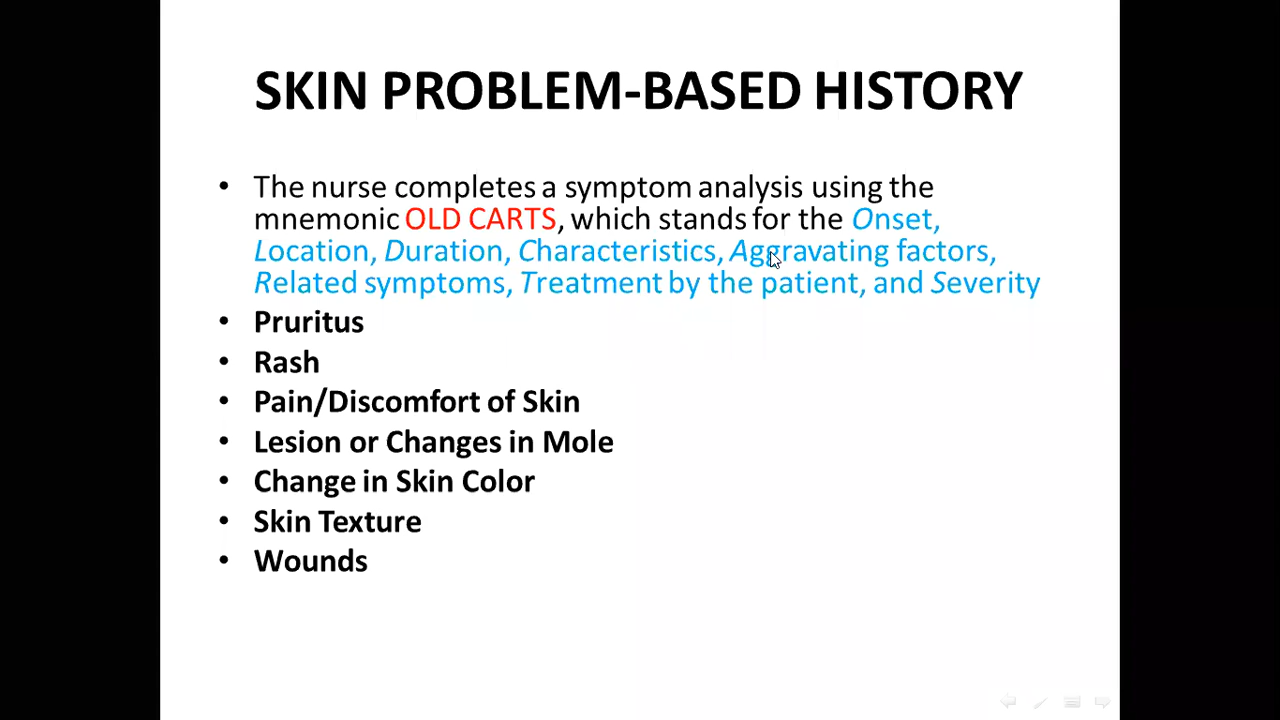 SKIN PROBLEM-BASED HISTORY
• The nurse completes a symptom analysis using the
mnemonic OLD CARTS, which stands for the Onset,
Location, Duration, Characteristics, Aggravating factors,
Related symptoms, Treatment by the patient, and Severity
• Pruritus
• Rash
• Pain/Discomfort of Skin
• Lesion or Changes in Mole
• Change in Skin Color
• Skin Texture
• Wounds